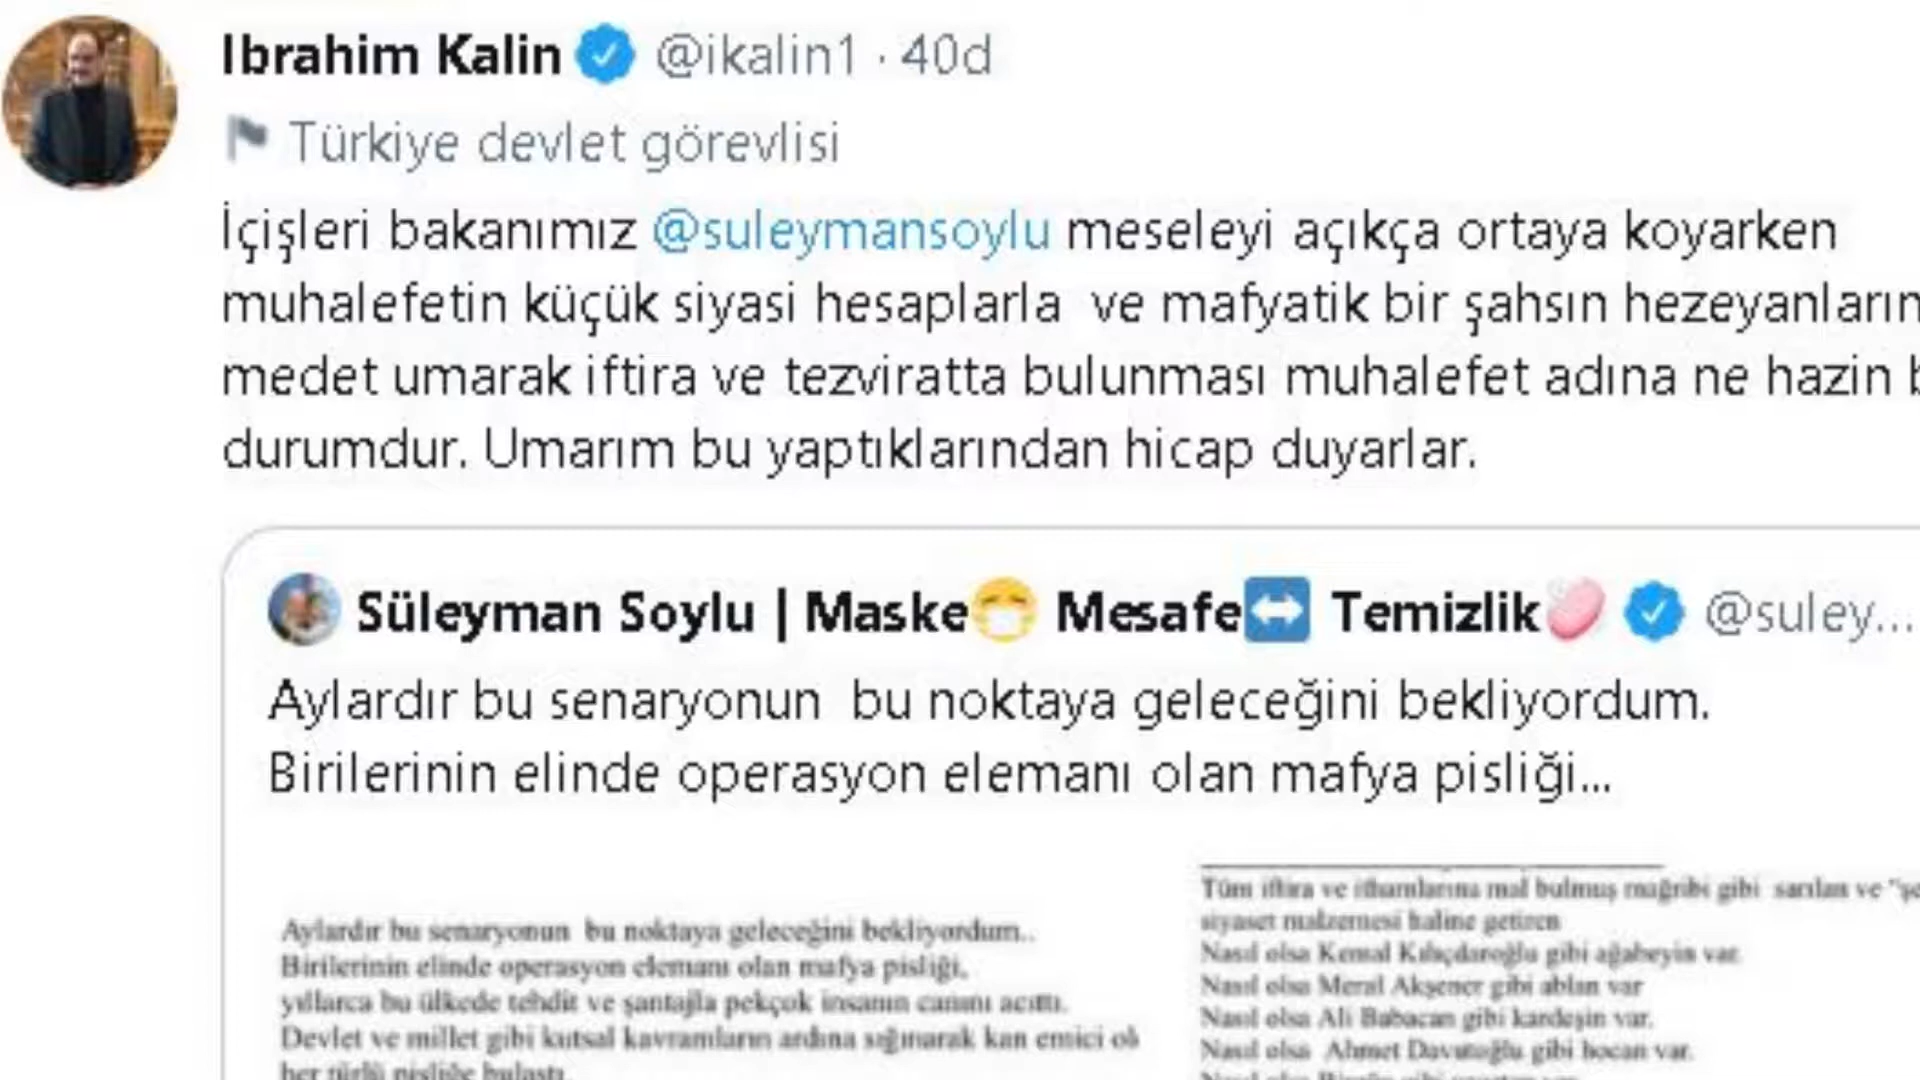 Ibrahim Kalin @ikalin1 · 40d
Türkiye devlet görevlisi
İçişleri bakanımız @suleymansoylu meseleyi açıkça ortaya koyarken
muhalefetin küçük siyasi hesaplarla ve mafyatik bir şahsın hezeyanların
medet umarak iftira ve tezviratta bulunması muhalefet adına ne hazin b
durumdur. Umarım bu yaptıklarından hicap duyarlar.
Süleyman Soylu | Maske😷 Mesafe↔️ Temizlik🧼 @suley...
Aylardır bu senaryonun bu noktaya geleceğini bekliyordum.
Birilerinin elinde operasyon elemanı olan mafya pisliği...
Aylardır bu senaryonun bu noktaya geleceğini bekliyordum..
Birilerinin elinde operasyon elemanı olan mafya pisliği,
yıllarca bu ülkede tehdit ve şantajla pekçok insanın canını acıttı.
Devlet ve millet gibi kutsal kavramların ardına sığınarak kan emici ol
her türlü pisliğe bulaştı.
Tüm iftira ve ithamlarına mal bulmuş mağribi gibi sarılan ve "şe
siyaset malzemesi haline getiren
Nasıl olsa Kemal Kılıçdaroğlu gibi ağabeyin var.
Nasıl olsa Meral Akşener gibi ablan var
Nasıl olsa Ali Babacan gibi kardeşin var.
Nasıl olsa Ahmet Davutoğlu gibi hocan var.